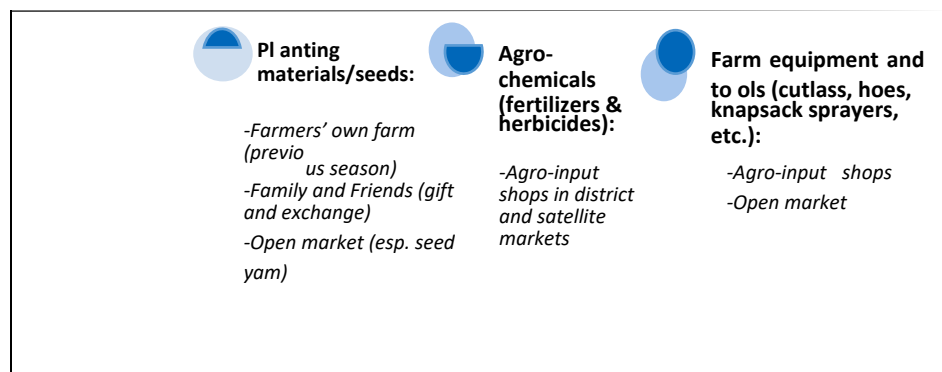 Pl anting
materials/seeds:
-Farmers’ own farm
(previo
us season)
-Family and Friends (gift
and exchange)
-Open market (esp. seed
yam)
Agro-
chemicals
(fertilizers &
herbicides):
-Agro-input
shops in district
and satellite
markets
Farm equipment and
to ols (cutlass, hoes,
knapsack sprayers,
etc.):
-Agro-input shops
-Open market